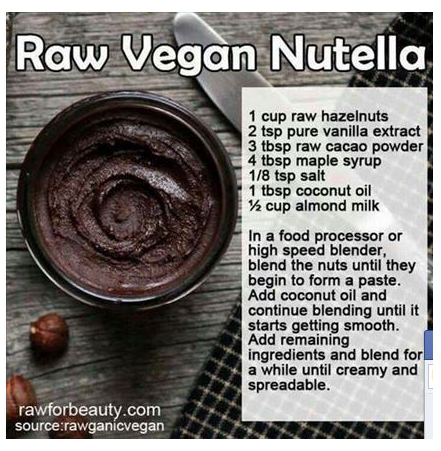 Raw Vegan Nutella
1 cup raw hazelnuts
2 tsp pure vanilla extract
3 tbsp raw cacao powder
4 tbsp maple syrup
1/8 tsp salt
1 tbsp coconut oil
½ cup almond milk
In a food processor or
high speed blender,
blend the nuts until they
begin to form a paste.
Add coconut oil and
continue blending until it
starts getting smooth.
Add remaining
ingredients and blend for
a while until creamy and
spreadable.
rawforbeauty.com
source:rawganicvegan